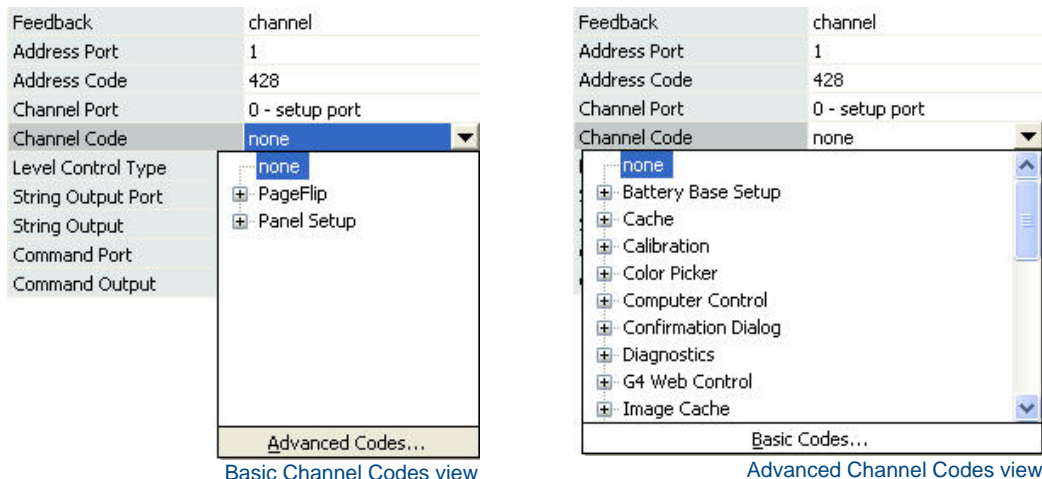 Feedback channel
Address Port 1
Address Code 428
Channel Port 0 - setup port
Channel Code none
Level Control Type none
String Output Port PageFlip
String Output Panel Setup
Command Port
Command Output
Advanced Codes...
Basic Channel Codes view
Feedback channel
Address Port 1
Address Code 428
Channel Port 0 - setup port
Channel Code none
none
Battery Base Setup
Cache
Calibration
Color Picker
Computer Control
Confirmation Dialog
Diagnostics
G4 Web Control
Image Cache
Basic Codes...
Advanced Channel Codes view